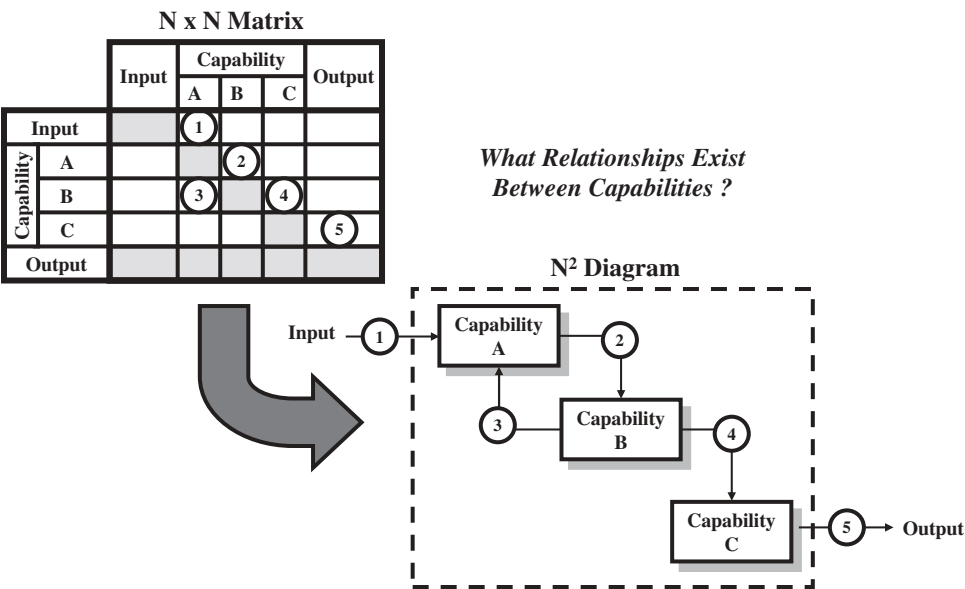 N x N Matrix
Input
Capability
Output
A
B
C
Input
1
Capability
A
2
B
3
4
C
5
Output
What Relationships Exist
Between Capabilities ?
N² Diagram
Input
1
Capability
A
2
3
Capability
B
4
Capability
C
5
Output